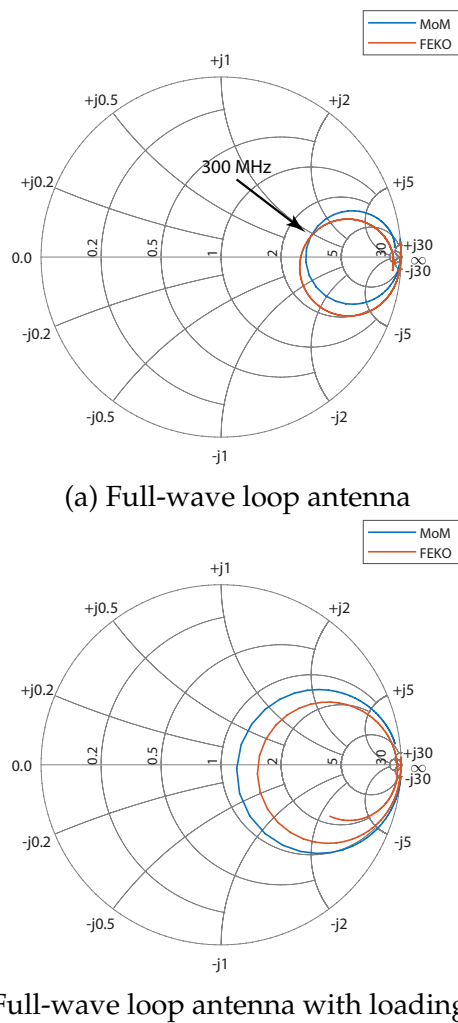 MoM
FEKO
+j1
+j0.5
+j2
300 MHz
+j0.2
+j5
+j30
0.0
0.2
0.5
1
2
5
30
∞
-j30
-j0.2
-j5
-j0.5
-j2
-j1
(a) Full-wave loop antenna
MoM
FEKO
+j1
+j0.5
+j2
+j0.2
+j5
+j30
0.0
0.2
0.5
1
2
5
30
∞
-j30
-j0.2
-j5
-j0.5
-j2
-j1
Full-wave loop antenna with loading